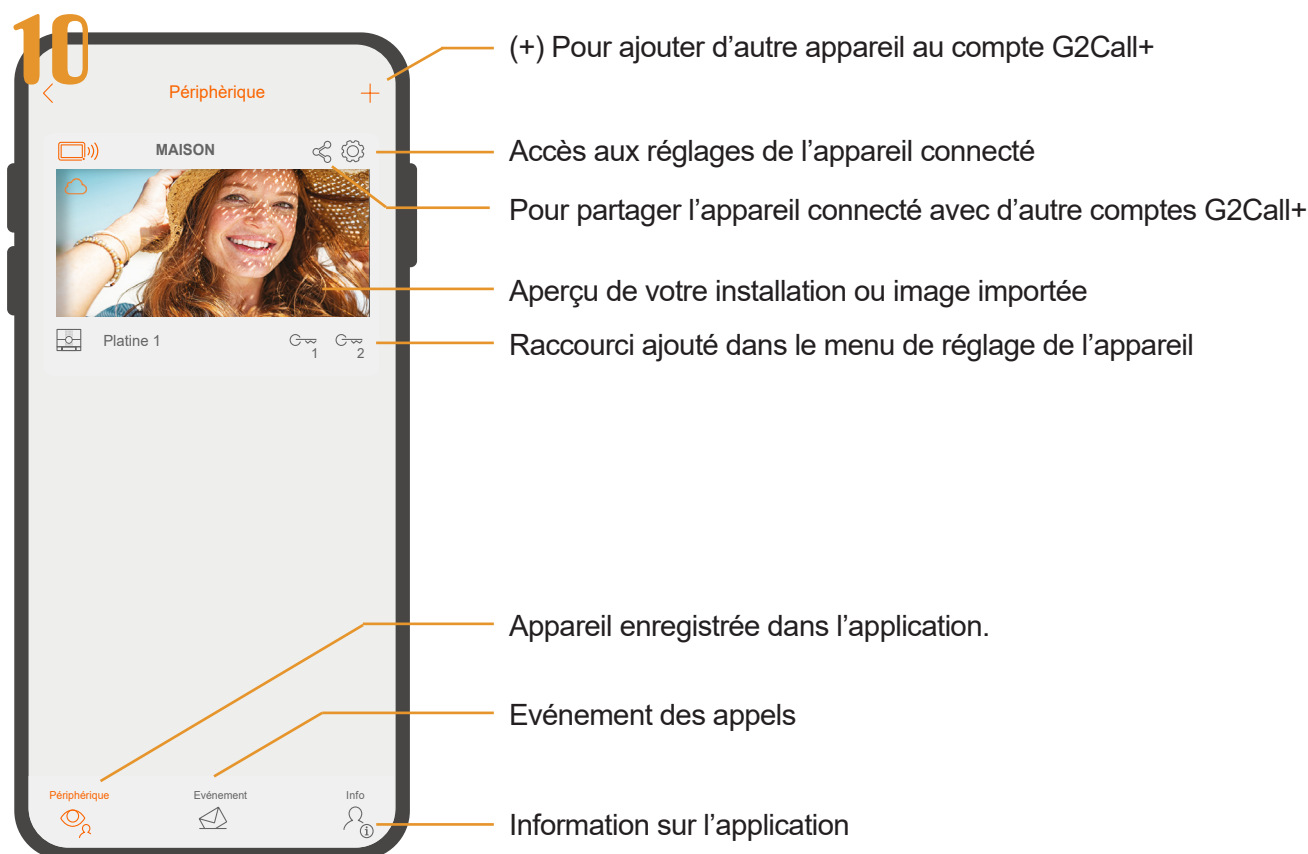 10
Périphèrique
(+) Pour ajouter d’autre appareil au compte G2Call+
MAISON
Accès aux réglages de l’appareil connecté
Pour partager l’appareil connecté avec d’autre comptes G2Call+
Aperçu de votre installation ou image importée
Platine 1
1
2
Raccourci ajouté dans le menu de réglage de l’appareil
Appareil enregistrée dans l’application.
Evénement des appels
Périphérique
Evénement
Info
Information sur l’application